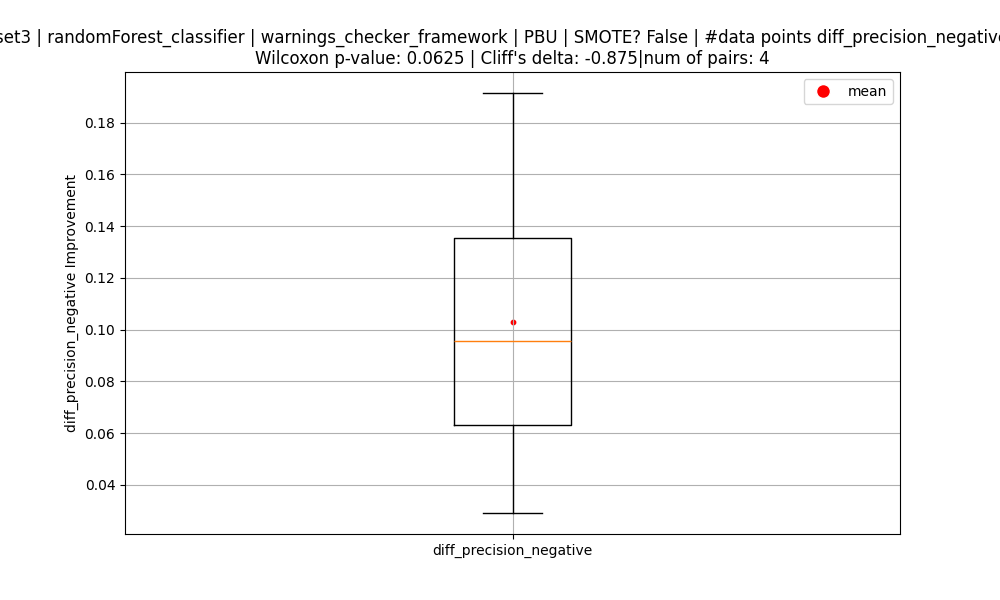 set3 | randomForest_classifier | warnings_checker_framework | PBU | SMOTE? False | #data points diff_precision_negative
Wilcoxon p-value: 0.0625 | Cliff's delta: -0.875|num of pairs: 4
mean
0.18
0.16
0.14
0.12
0.10
0.08
0.06
0.04
diff_precision_negative Improvement
diff_precision_negative